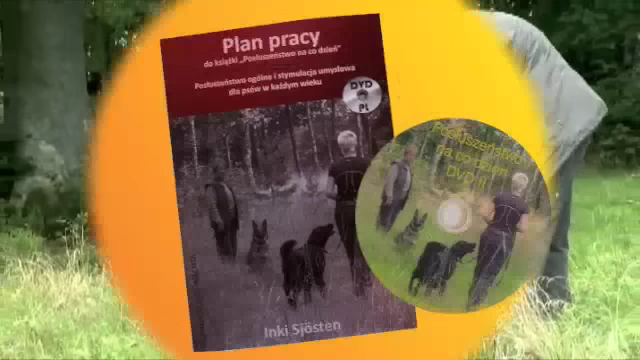 Plan pracy
do książki „Posłuszeństwo na co dzień”
Posłuszeństwo ogólne i stymulacja umysłowa
dla psów w każdym wieku
DVD
PL
Inki Sjösten
Posłuszeństwo
na co dzień
DVD II